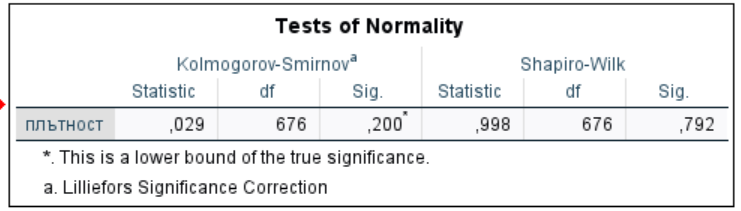 Tests of Normality
Kolmogorov-Smirnovᵃ Shapiro-Wilk
Statistic df Sig. Statistic df Sig.
плътност ,029 676 ,200* ,998 676 ,792
*. This is a lower bound of the true significance.
a. Lilliefors Significance Correction